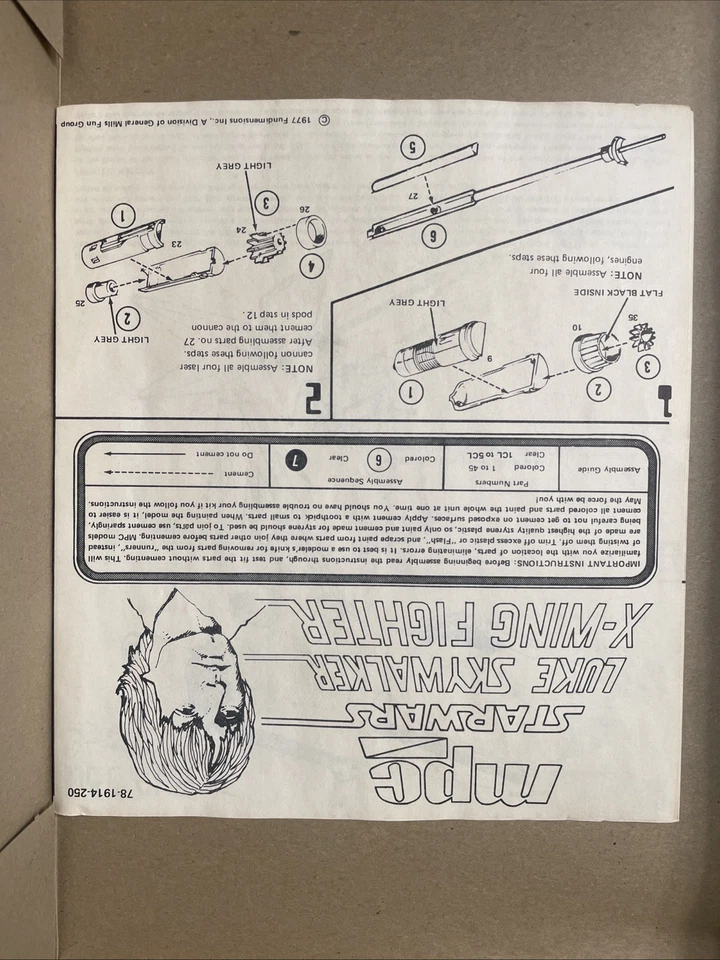 78-1914-250
mpc
STARWARS
LUKE SKYWALKER
X-WING FIGHTER
IMPORTANT INSTRUCTIONS: Before beginning assembly read the instructions through, and test fit the parts without cementing. This will
familiarize you with the location of parts, eliminating errors. It is best to use a modeler's knife for removing parts from the "runners", instead
of twisting them off. Trim off excess plastic or "Flash", and scrape paint from parts where they join other parts before cementing. MPC models
are made of the highest quality styrene plastic, so only paint and cement made for styrene should be used. To join parts, use cement sparingly,
being careful not to get cement on exposed surfaces. Apply cement with a toothpick to small parts. When painting the model, it is easier to
cement all colored parts and paint the whole unit at one time. You should have no trouble assembling your kit if you follow the instructions.
May the force be with you!
Assembly Guide
Part Numbers
Colored 1 to 45
Clear 1CL to 5CL
Assembly Sequence
Colored 6 Clear 7
Cement
Do not cement
1
3
35
2
10
FLAT BLACK INSIDE
9
1
LIGHT GREY
NOTE: Assemble all four
engines, following these steps.
2
NOTE: Assemble all four laser
cannon following these steps.
After assembling parts no. 27
cement them to the cannon
pods in step 12.
LIGHT GREY
2
25
1
23
4
26
3
24
LIGHT GREY
6
27
5
© 1977 Fundimensions Inc., A Division of General Mills Fun Group